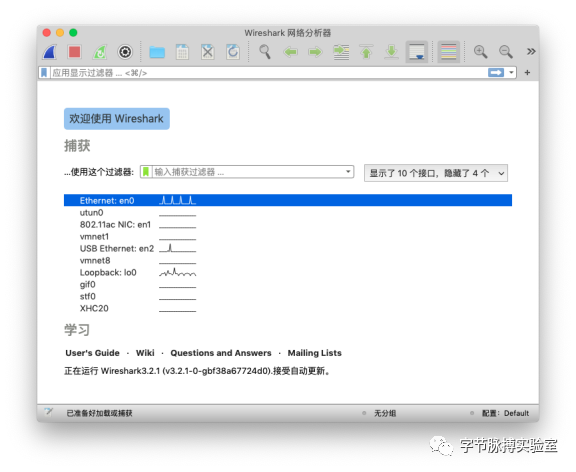 Wireshark 网络分析器
应用显示过滤器 … <⌘/>
+
欢迎使用 Wireshark
捕获
…使用这个过滤器: 输入捕获过滤器 … 显示了 10 个接口，隐藏了 4 个
Ethernet: en0
utun0
802.11ac NIC: en1
vmnet1
USB Ethernet: en2
vmnet8
Loopback: lo0
gif0
stf0
XHC20
学习
User's Guide · Wiki · Questions and Answers · Mailing Lists
正在运行 Wireshark3.2.1 (v3.2.1-0-gbf38a67724d0).接受自动更新。
已准备好加载或捕获 无分组 配置：Default
字节脉搏实验室